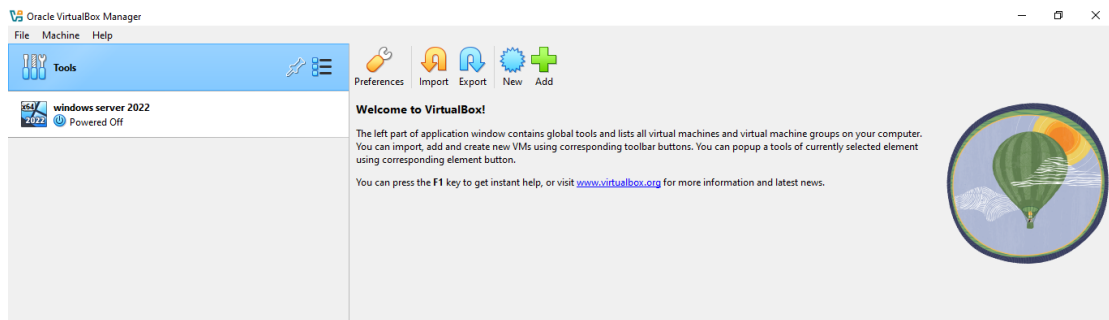 Oracle VirtualBox Manager
File Machine Help
Tools
Preferences Import Export New Add
x64
2022
windows server 2022
Powered Off
Welcome to VirtualBox!
The left part of application window contains global tools and lists all virtual machines and virtual machine groups on your computer.
You can import, add and create new VMs using corresponding toolbar buttons. You can popup a tools of currently selected element
using corresponding element button.
You can press the F1 key to get instant help, or visit www.virtualbox.org for more information and latest news.